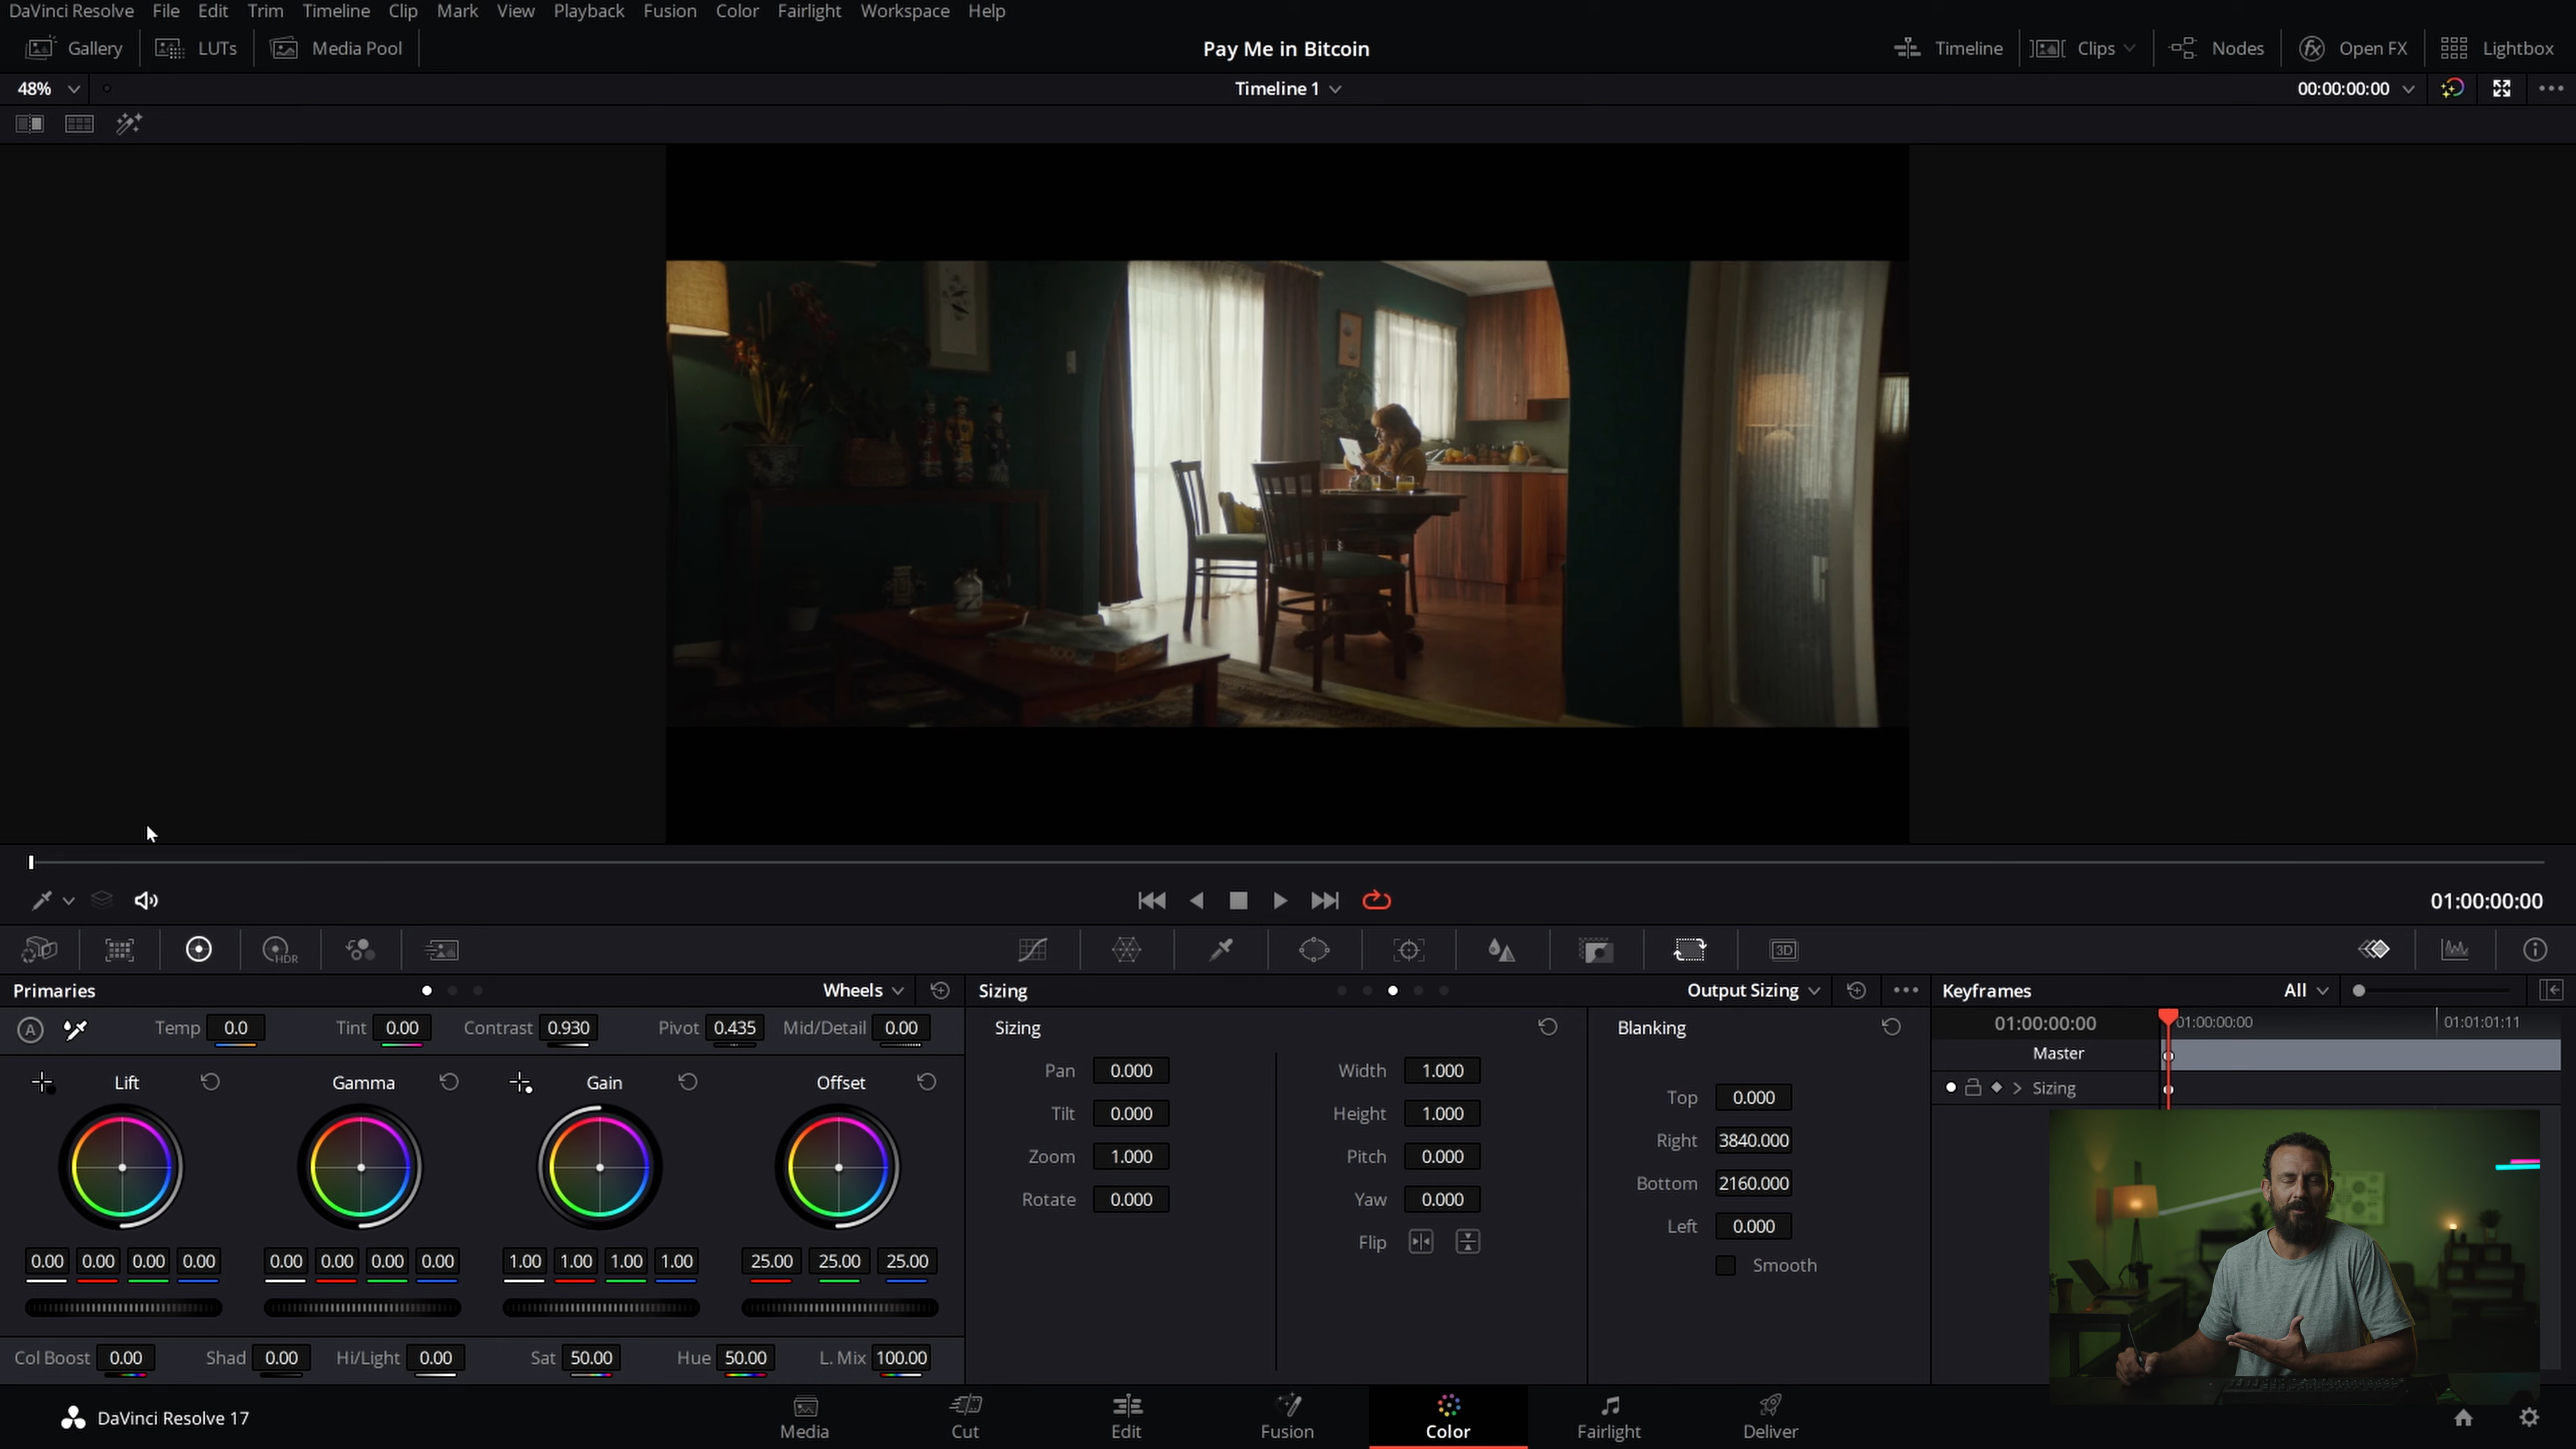 DaVinci Resolve File Edit Trim Timeline Clip Mark View Playback Fusion Color Fairlight Workspace Help
Gallery LUTs Media Pool Pay Me in Bitcoin Timeline Clips Nodes Open FX Lightbox
48% Timeline 1 00:00:00:00
01:00:00:00
HDR 3D
Primaries Wheels Sizing Output Sizing Keyframes All
A Temp 0.0 Tint 0.00 Contrast 0.930 Pivot 0.435 Mid/Detail 0.00 Sizing Blanking 01:00:00:00 01:00:00:00 01:01:01:11
Master
Lift Gamma Gain Offset Pan 0.000 Width 1.000 Top 0.000 Sizing
Tilt 0.000 Height 1.000 Right 3840.000
Zoom 1.000 Pitch 0.000 Bottom 2160.000
Rotate 0.000 Yaw 0.000 Left 0.000
Flip Smooth
0.00 0.00 0.00 0.00 0.00 0.00 0.00 0.00 1.00 1.00 1.00 1.00 25.00 25.00 25.00
Col Boost 0.00 Shad 0.00 Hi/Light 0.00 Sat 50.00 Hue 50.00 L. Mix 100.00
DaVinci Resolve 17 Media Cut Edit Fusion Color Fairlight Deliver